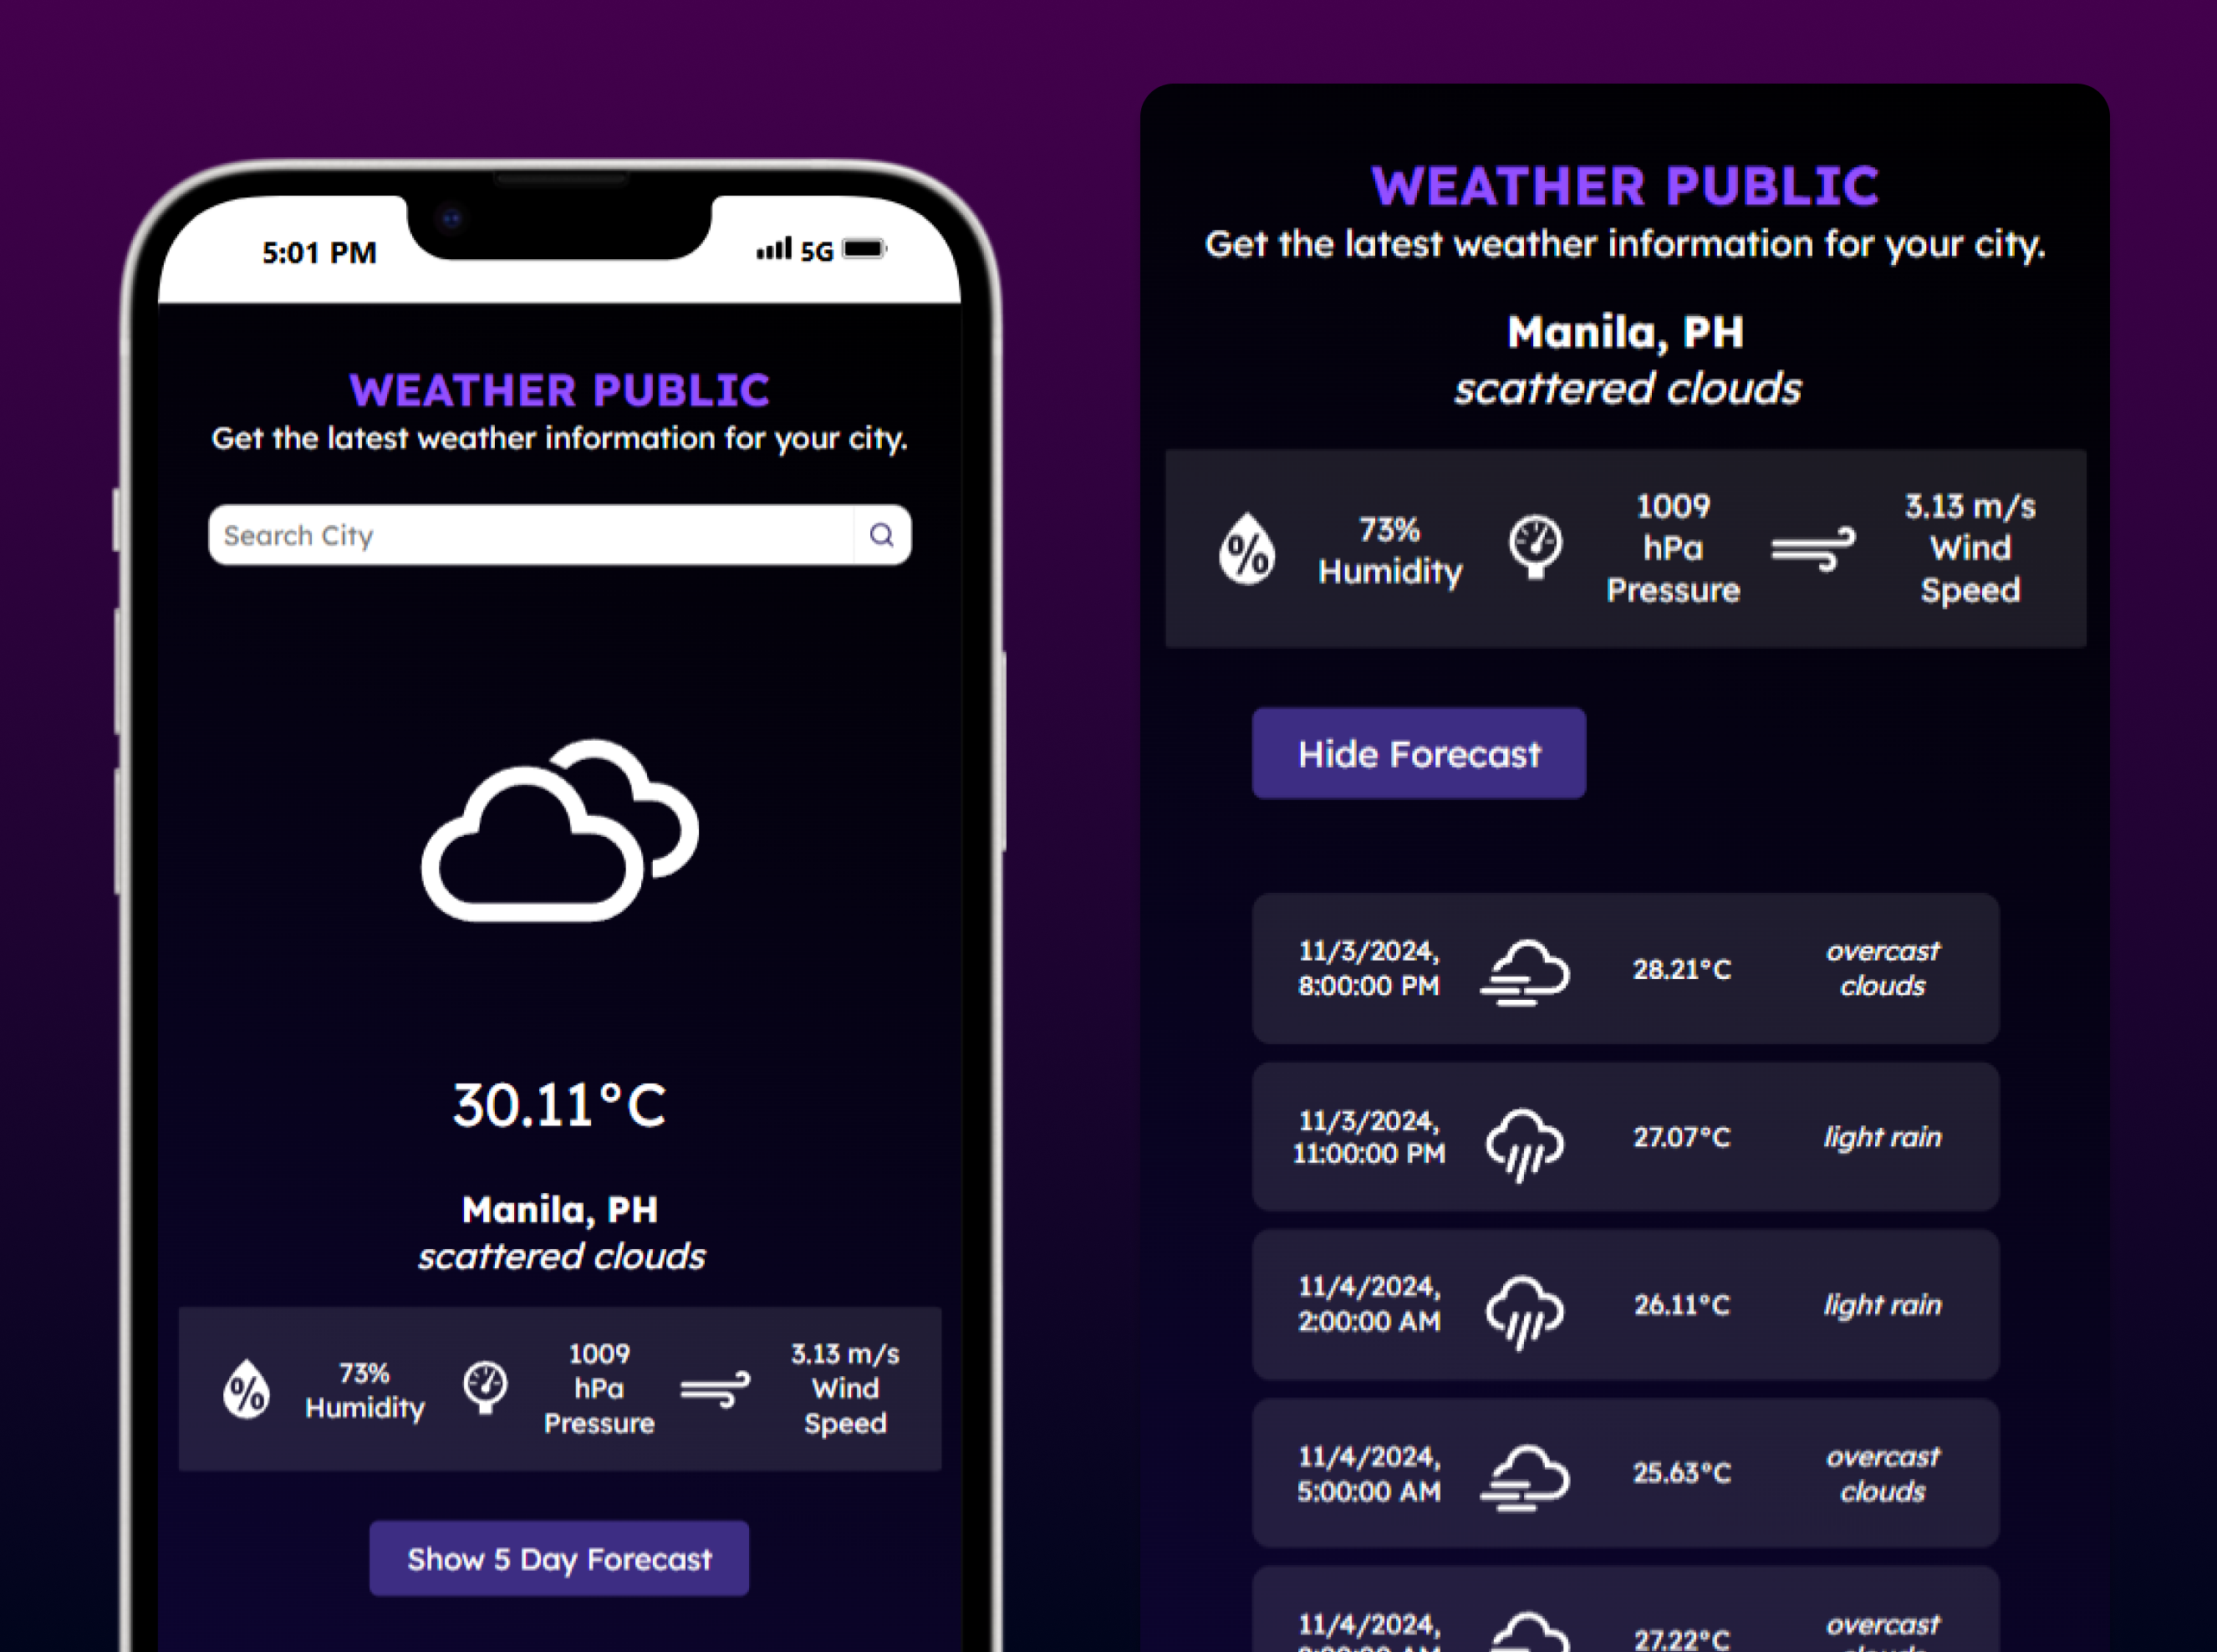 5:01 PM
5G
WEATHER PUBLIC
Get the latest weather information for your city.
Search City
30.11°C
Manila, PH
scattered clouds
%
73%
Humidity
1009
hPa
Pressure
3.13 m/s
Wind
Speed
Show 5 Day Forecast
WEATHER PUBLIC
Get the latest weather information for your city.
Manila, PH
scattered clouds
%
73%
Humidity
1009
hPa
Pressure
3.13 m/s
Wind
Speed
Hide Forecast
11/3/2024,
8:00:00 PM
28.21°C
overcast
clouds
11/3/2024,
11:00:00 PM
27.07°C
light rain
11/4/2024,
2:00:00 AM
26.11°C
light rain
11/4/2024,
5:00:00 AM
25.63°C
overcast
clouds
11/4/2024,
27.22°C
overcast